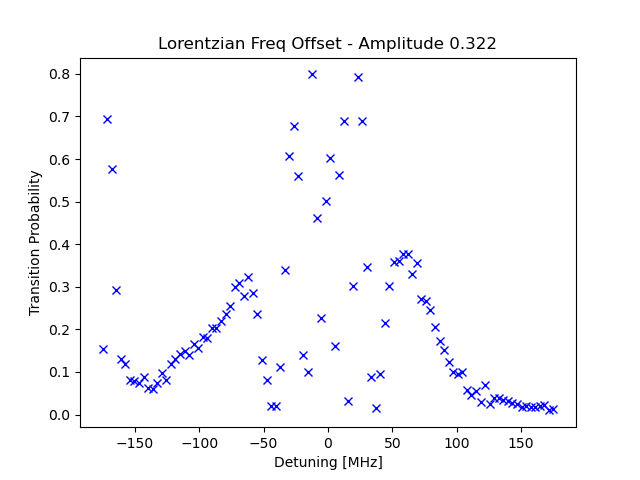 Lorentzian Freq Offset - Amplitude 0.322
Transition Probability
0.8
0.7
0.6
0.5
0.4
0.3
0.2
0.1
0.0
−150 −100 −50 0 50 100 150
Detuning [MHz]